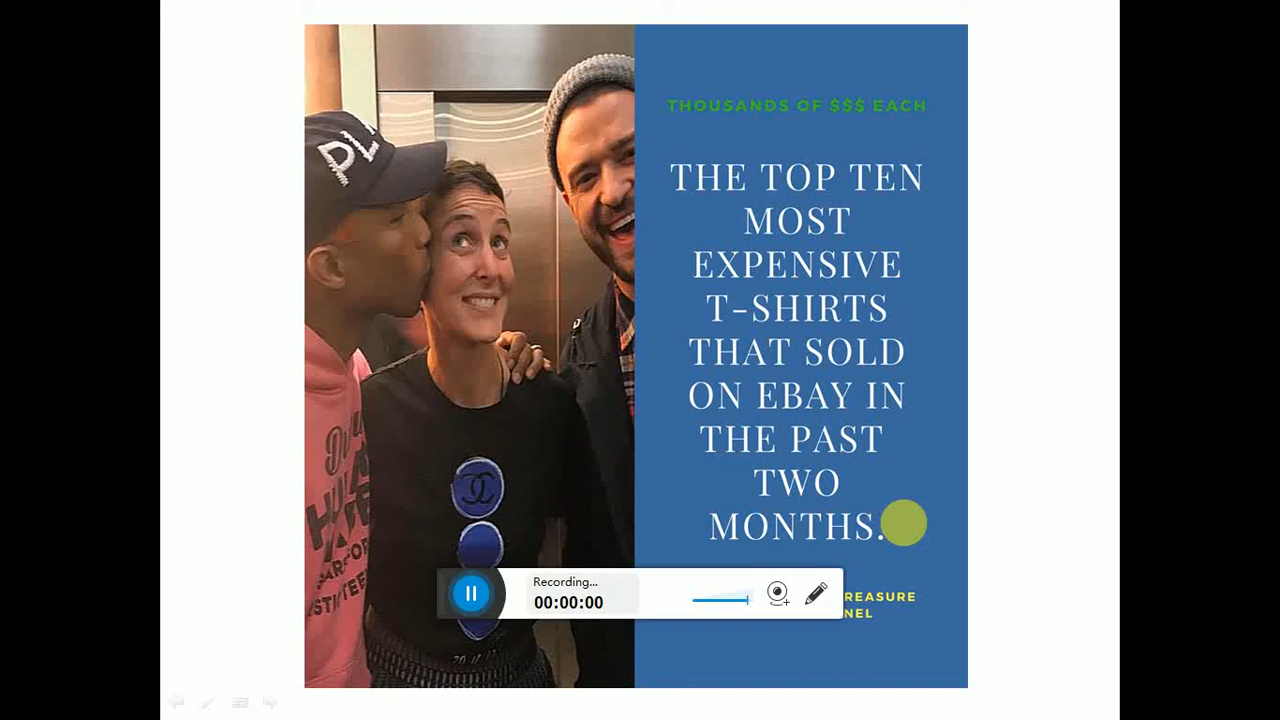 THOUSANDS OF $$$ EACH
THE TOP TEN
MOST
EXPENSIVE
T-SHIRTS
THAT SOLD
ON EBAY IN
THE PAST
TWO
MONTHS.
Recording...
00:00:00
REASURE
NEL